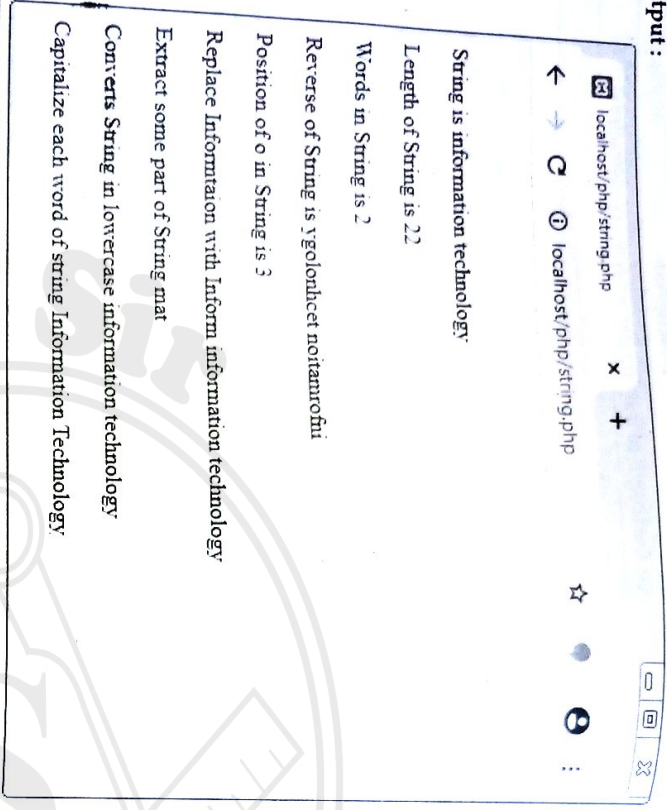 tput :
localhost/php/string.php × +
localhost/php/string.php
String is information technology
Length of String is 22
Words in String is 2
Reverse of String is ygolonhcet noitamrofni
Position of o in String is 3
Replace Informtaion with Inform information technology
Extract some part of String mat
Converts String in lowercase information technology
Capitalize each word of string Information Technology
Sir